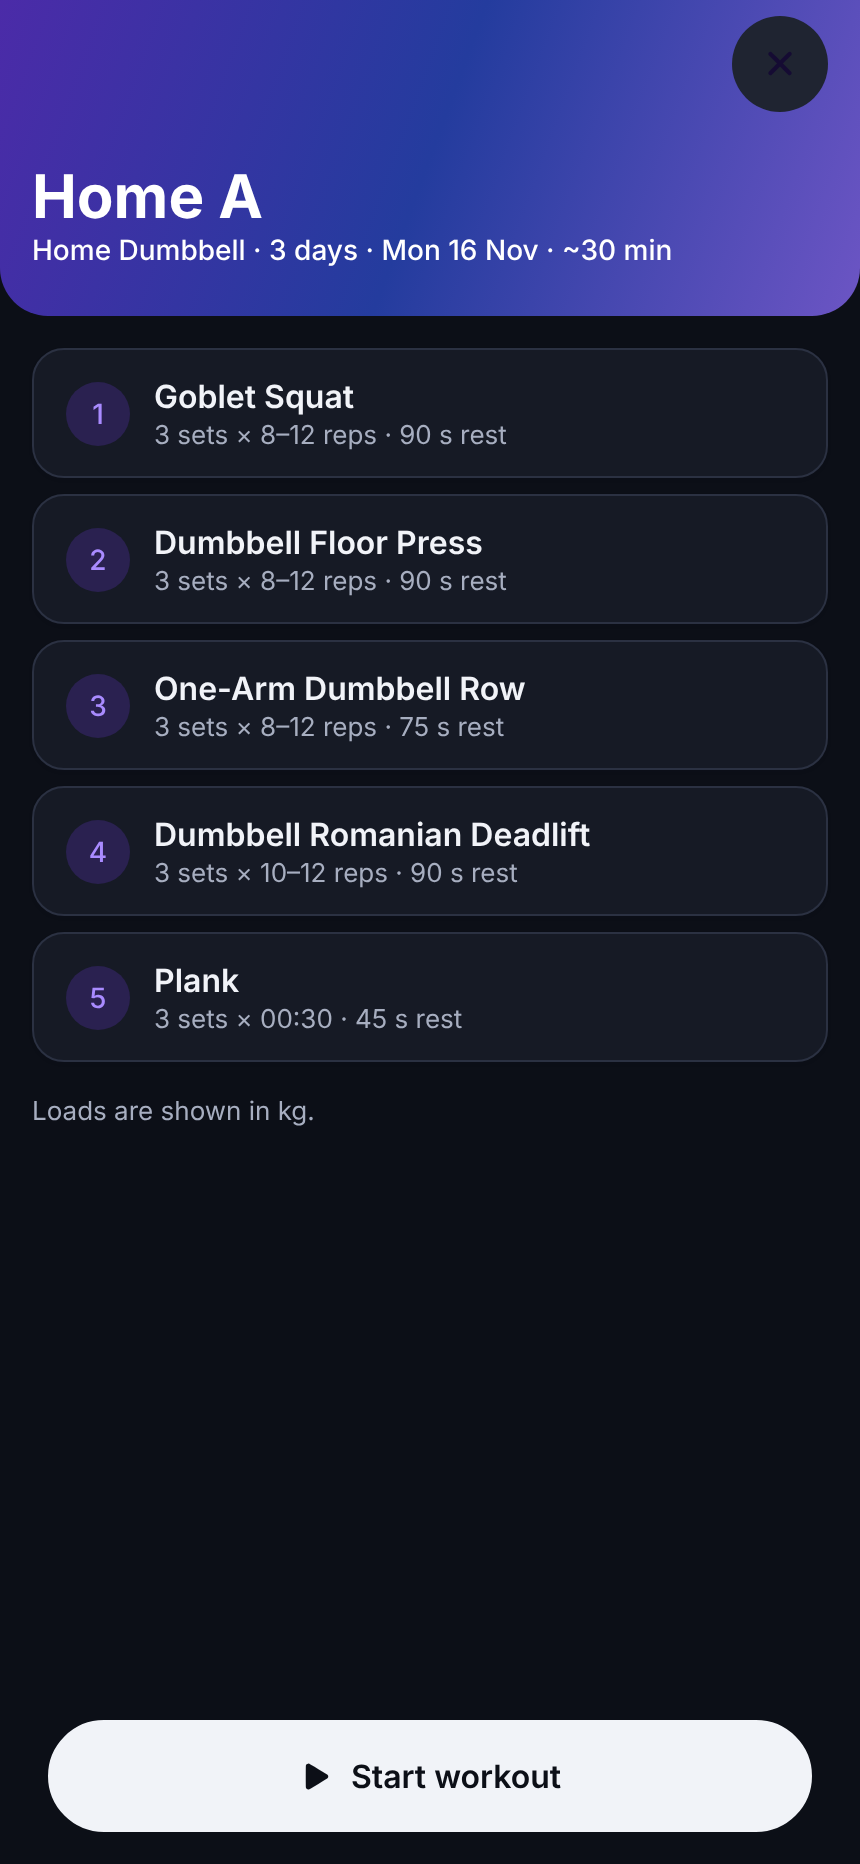 Home A
Home Dumbbell · 3 days · Mon 16 Nov · ~30 min
1
Goblet Squat
3 sets × 8–12 reps · 90 s rest
2
Dumbbell Floor Press
3 sets × 8–12 reps · 90 s rest
3
One-Arm Dumbbell Row
3 sets × 8–12 reps · 75 s rest
4
Dumbbell Romanian Deadlift
3 sets × 10–12 reps · 90 s rest
5
Plank
3 sets × 00:30 · 45 s rest
Loads are shown in kg.
Start workout